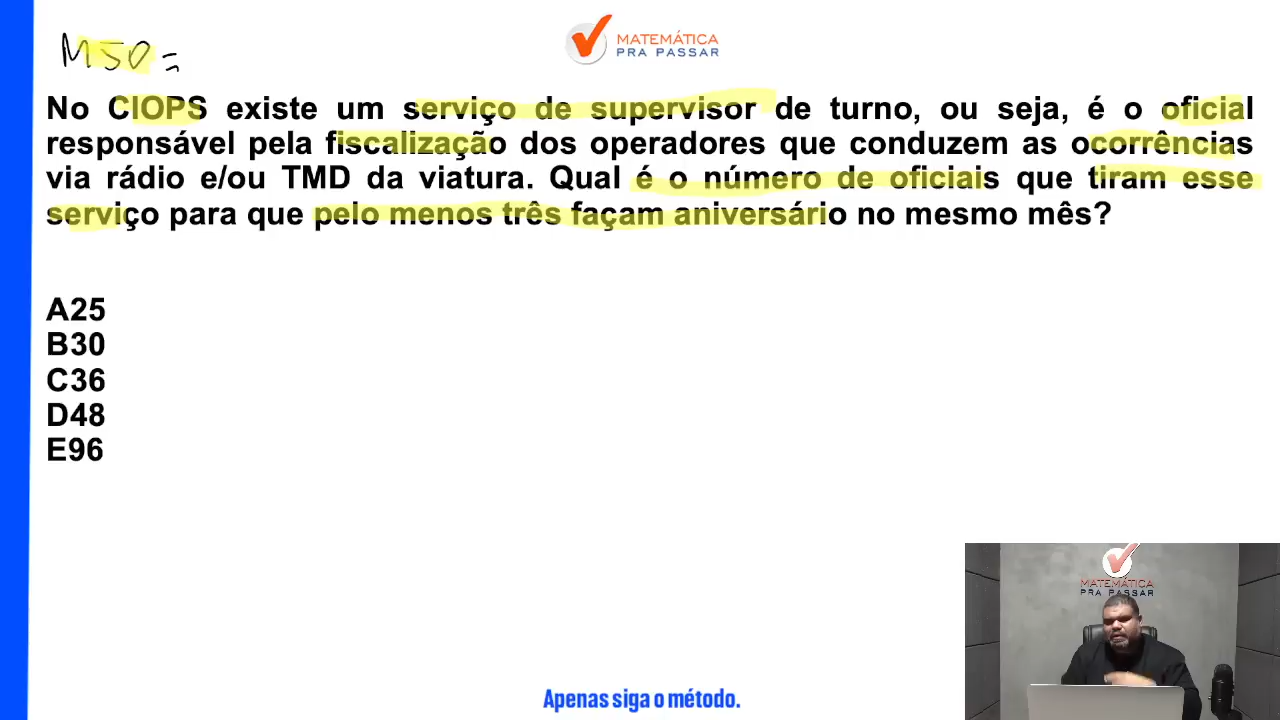 M50=
MATEMÁTICA
PRA PASSAR
No CIOPS existe um serviço de supervisor de turno, ou seja, é o oficial
responsável pela fiscalização dos operadores que conduzem as ocorrências
via rádio e/ou TMD da viatura. Qual é o número de oficiais que tiram esse
serviço para que pelo menos três façam aniversário no mesmo mês?
A25
B30
C36
D48
E96
MATEMÁTICA
PRA PASSAR
Apenas siga o método.